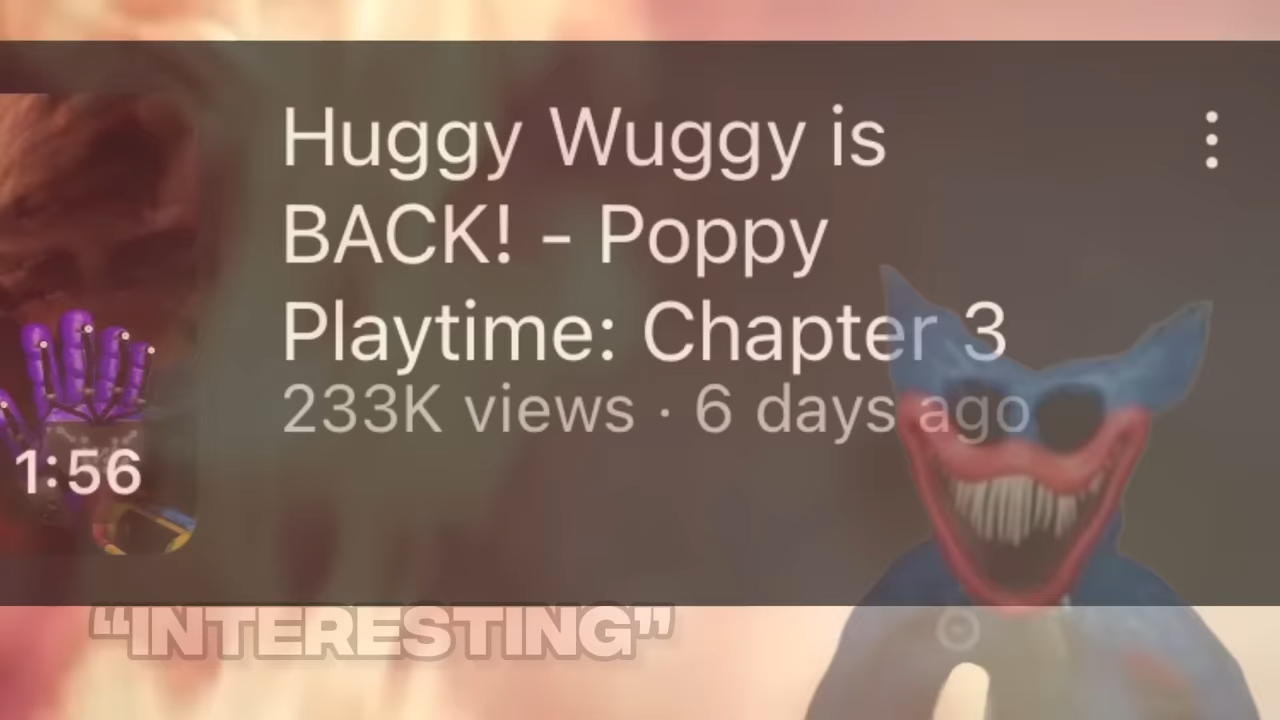 Huggy Wuggy is
BACK! - Poppy
Playtime: Chapter 3
233K views · 6 days ago
1:56
“INTERESTING”